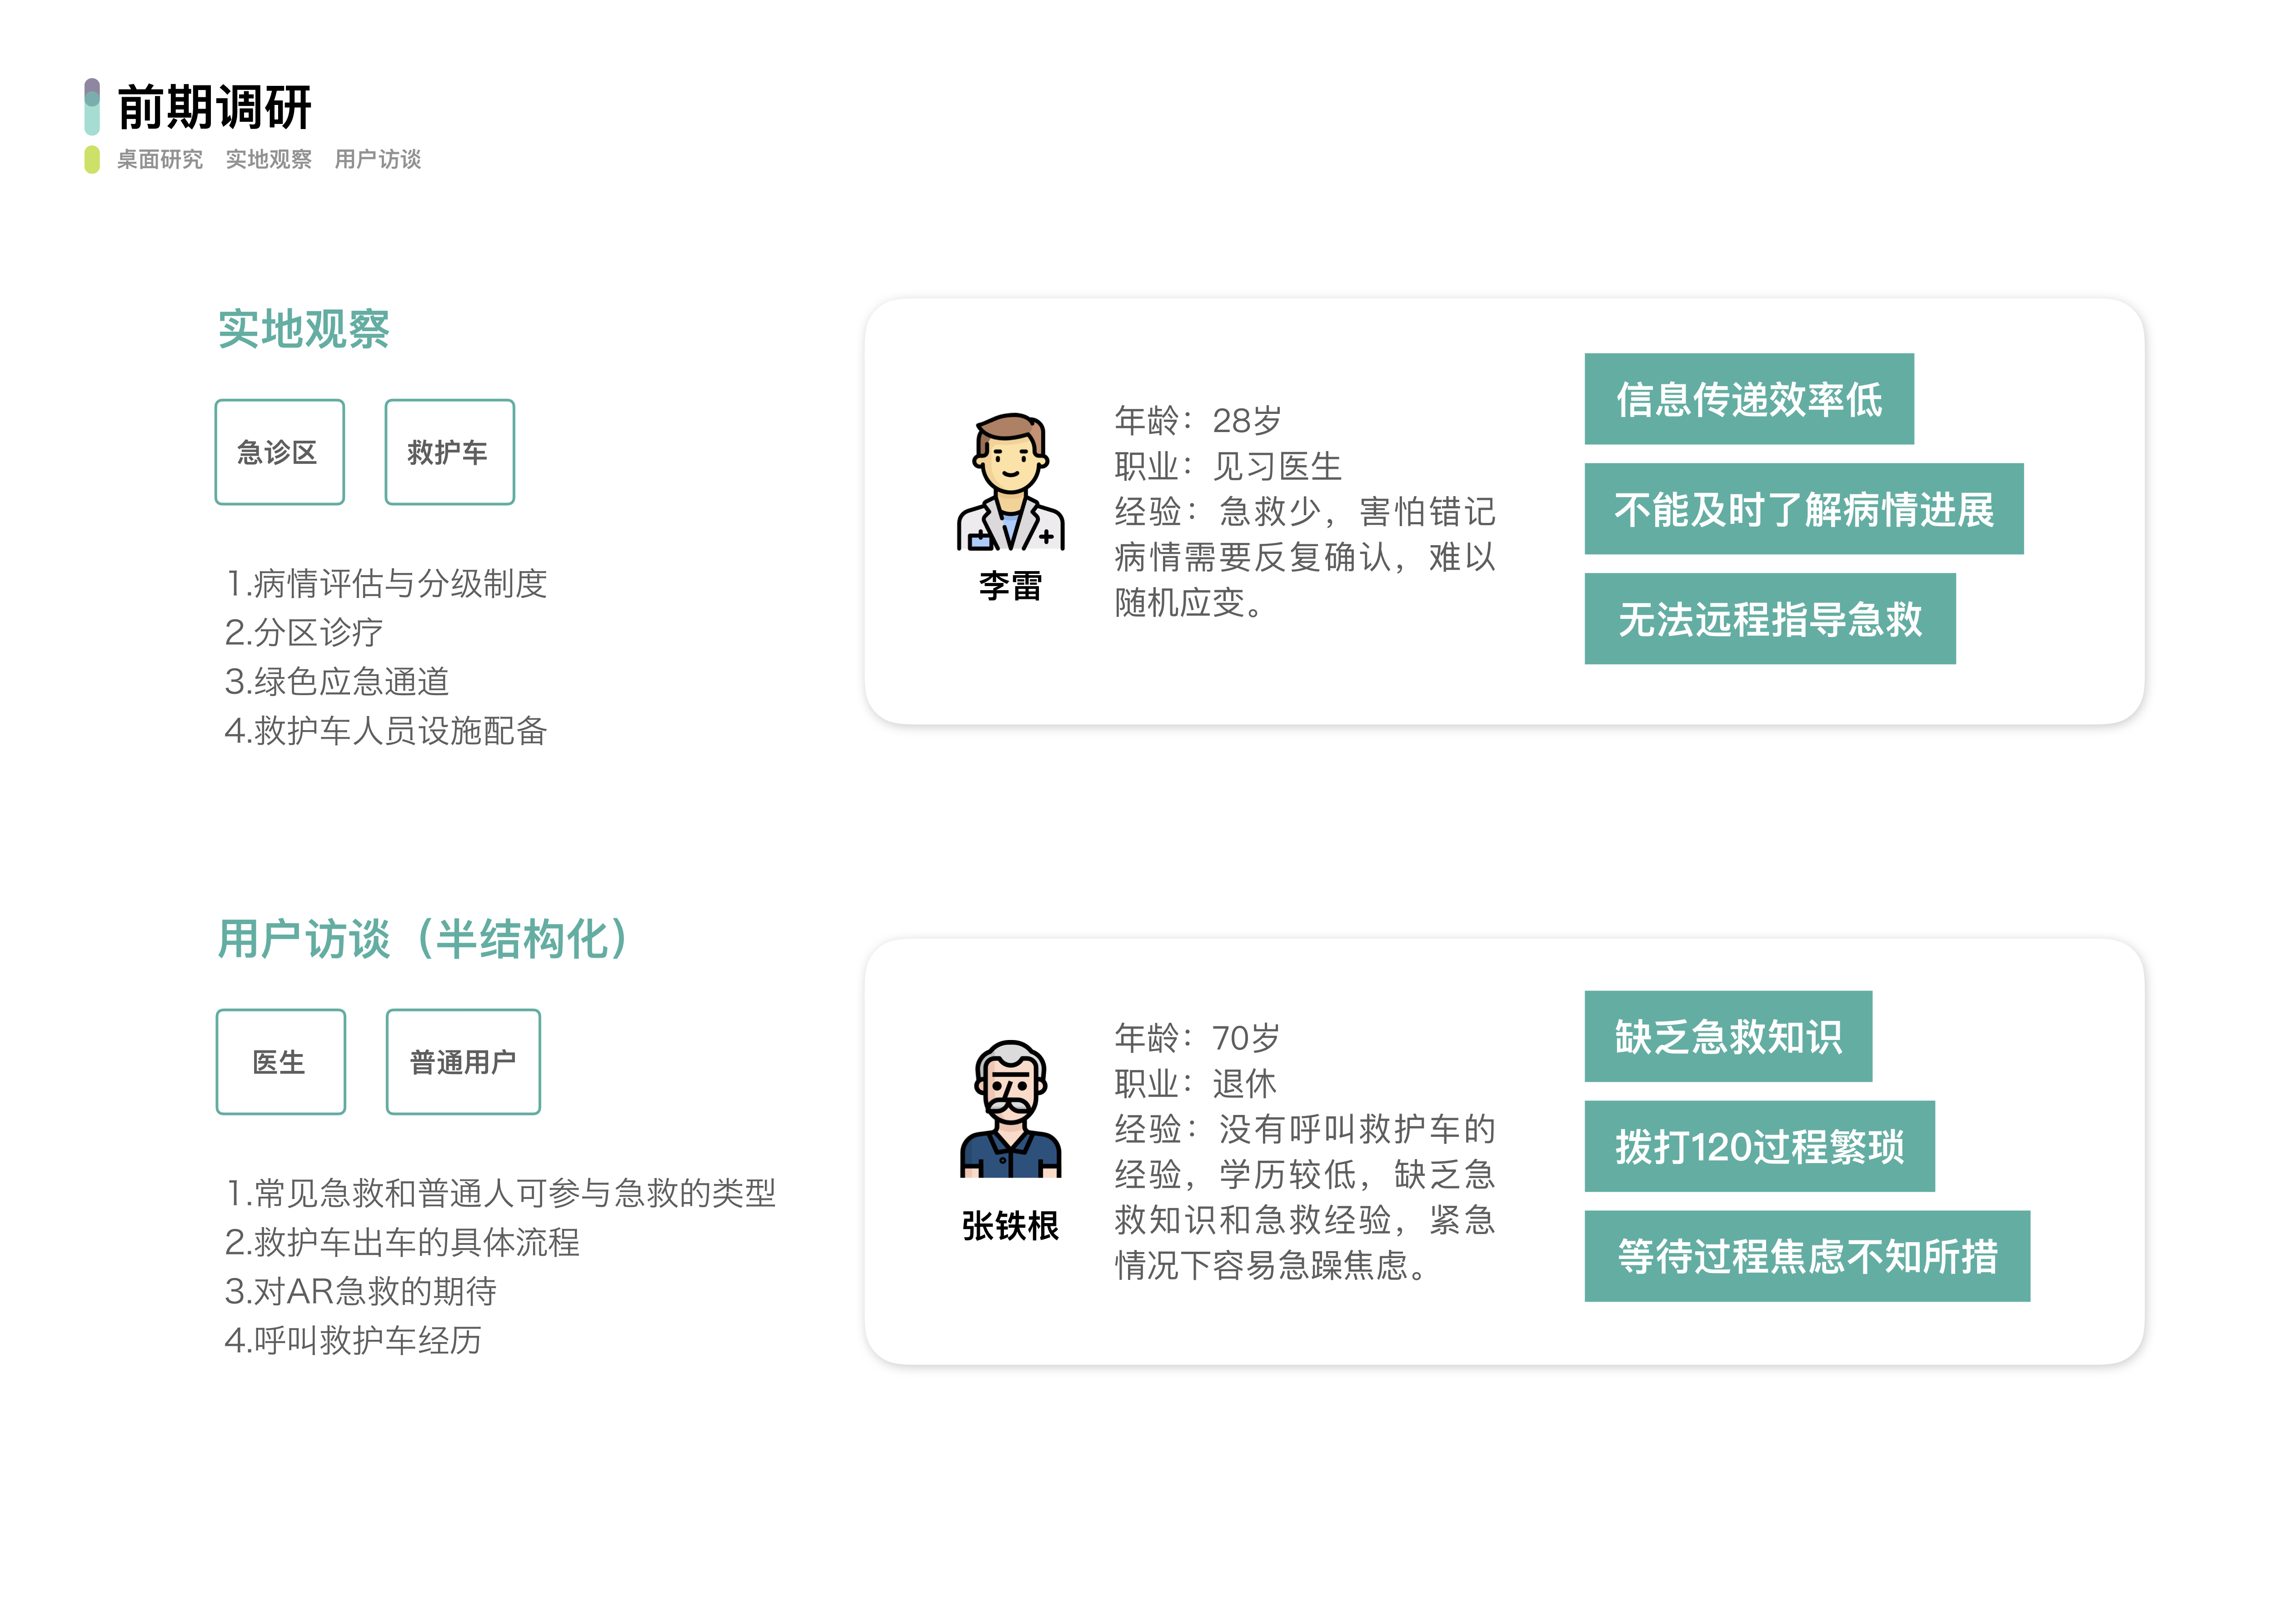 前期调研
桌面研究 实地观察 用户访谈
实地观察
急诊区 救护车
1.病情评估与分级制度
2.分区诊疗
3.绿色应急通道
4.救护车人员设施配备
李雷
年龄：28岁
职业：见习医生
经验：急救少，害怕错记
病情需要反复确认，难以
随机应变。
信息传递效率低
不能及时了解病情进展
无法远程指导急救
用户访谈（半结构化）
医生 普通用户
1.常见急救和普通人可参与急救的类型
2.救护车出车的具体流程
3.对AR急救的期待
4.呼叫救护车经历
张铁根
年龄：70岁
职业：退休
经验：没有呼叫救护车的
经验，学历较低，缺乏急
救知识和急救经验，紧急
情况下容易急躁焦虑。
缺乏急救知识
拨打120过程繁琐
等待过程焦虑不知所措